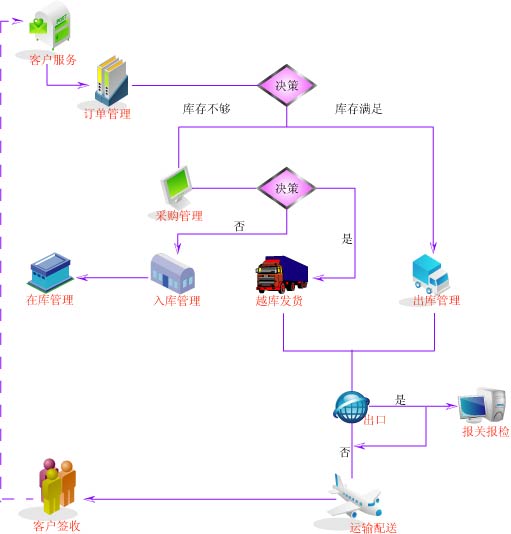 POST
客户服务
订单管理
决策
库存不够
库存满足
采购管理
决策
否
是
在库管理
入库管理
越库发货
出库管理
出口
是
报关报检
否
客户签收
运输配送